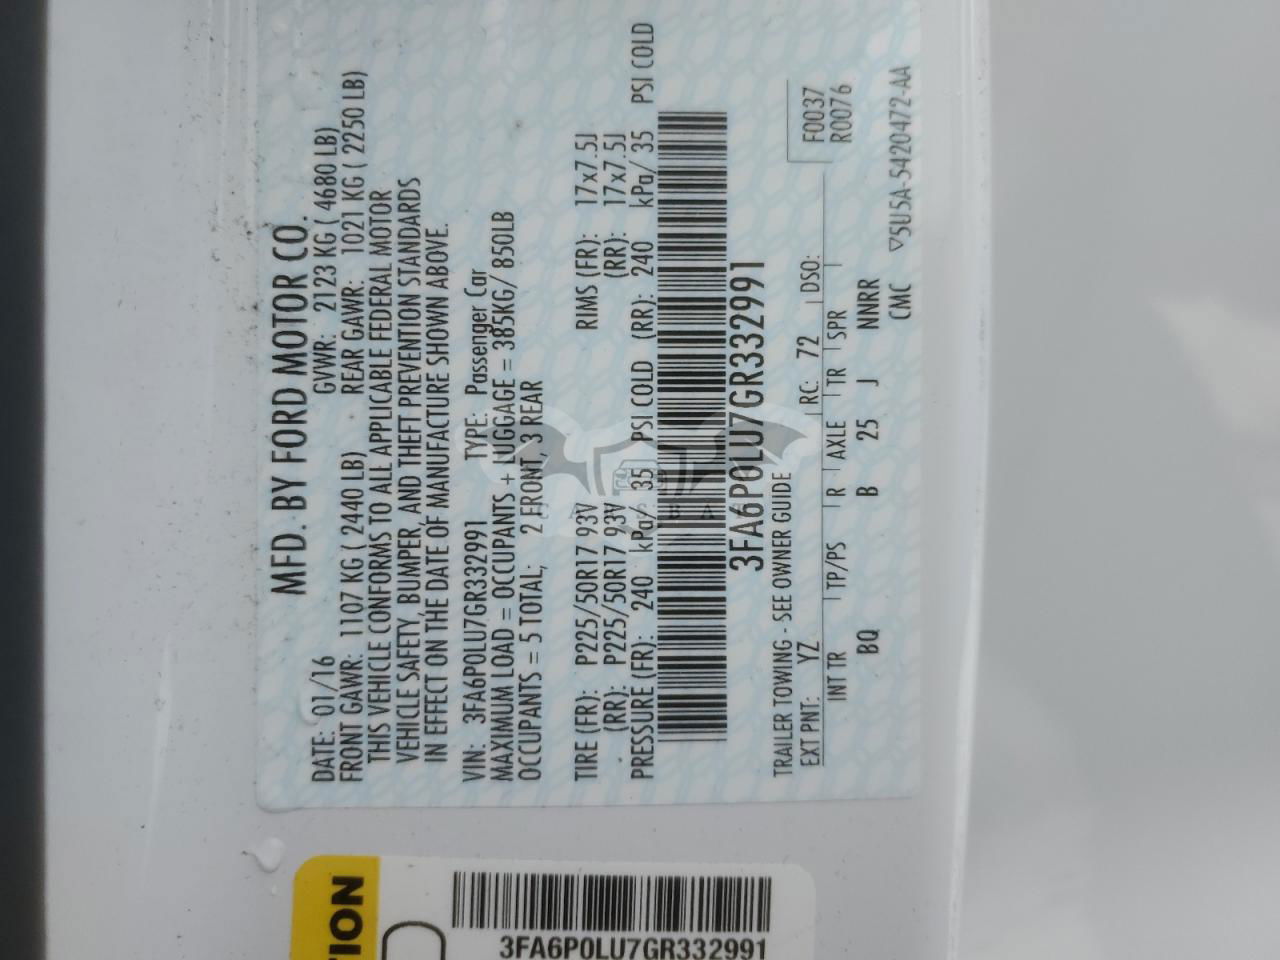 MFD. BY FORD MOTOR CO.
DATE: 01/16 GVWR: 2123 KG ( 4680 LB)
FRONT GAWR: 1107 KG ( 2440 LB) REAR GAWR: 1021 KG ( 2250 LB)
THIS VEHICLE CONFORMS TO ALL APPLICABLE FEDERAL MOTOR
VEHICLE SAFETY, BUMPER, AND THEFT PREVENTION STANDARDS
IN EFFECT ON THE DATE OF MANUFACTURE SHOWN ABOVE.
VIN: 3FA6P0LU7GR332991 TYPE: Passenger Car
MAXIMUM LOAD = OCCUPANTS + LUGGAGE = 385KG/ 850LB
OCCUPANTS = 5 TOTAL; 2 FRONT, 3 REAR
TIRE (FR): P225/50R17 93V RIMS (FR): 17x7.5J
(RR): P225/50R17 93V (RR): 17x7.5J
PRESSURE (FR): 240 kPa/ 35 PSI COLD (RR): 240 kPa/ 35 PSI COLD
3FA6P0LU7GR332991
TRAILER TOWING - SEE OWNER GUIDE
F0037
R0076
EXT PNT: YZ RC: 72 DSO:
INT TR TP/PS R AXLE TR SPR
BQ B 25 J NNRR
CMC ▽5U5A-5420472-AA
TION
3FA6P0LU7GR332991